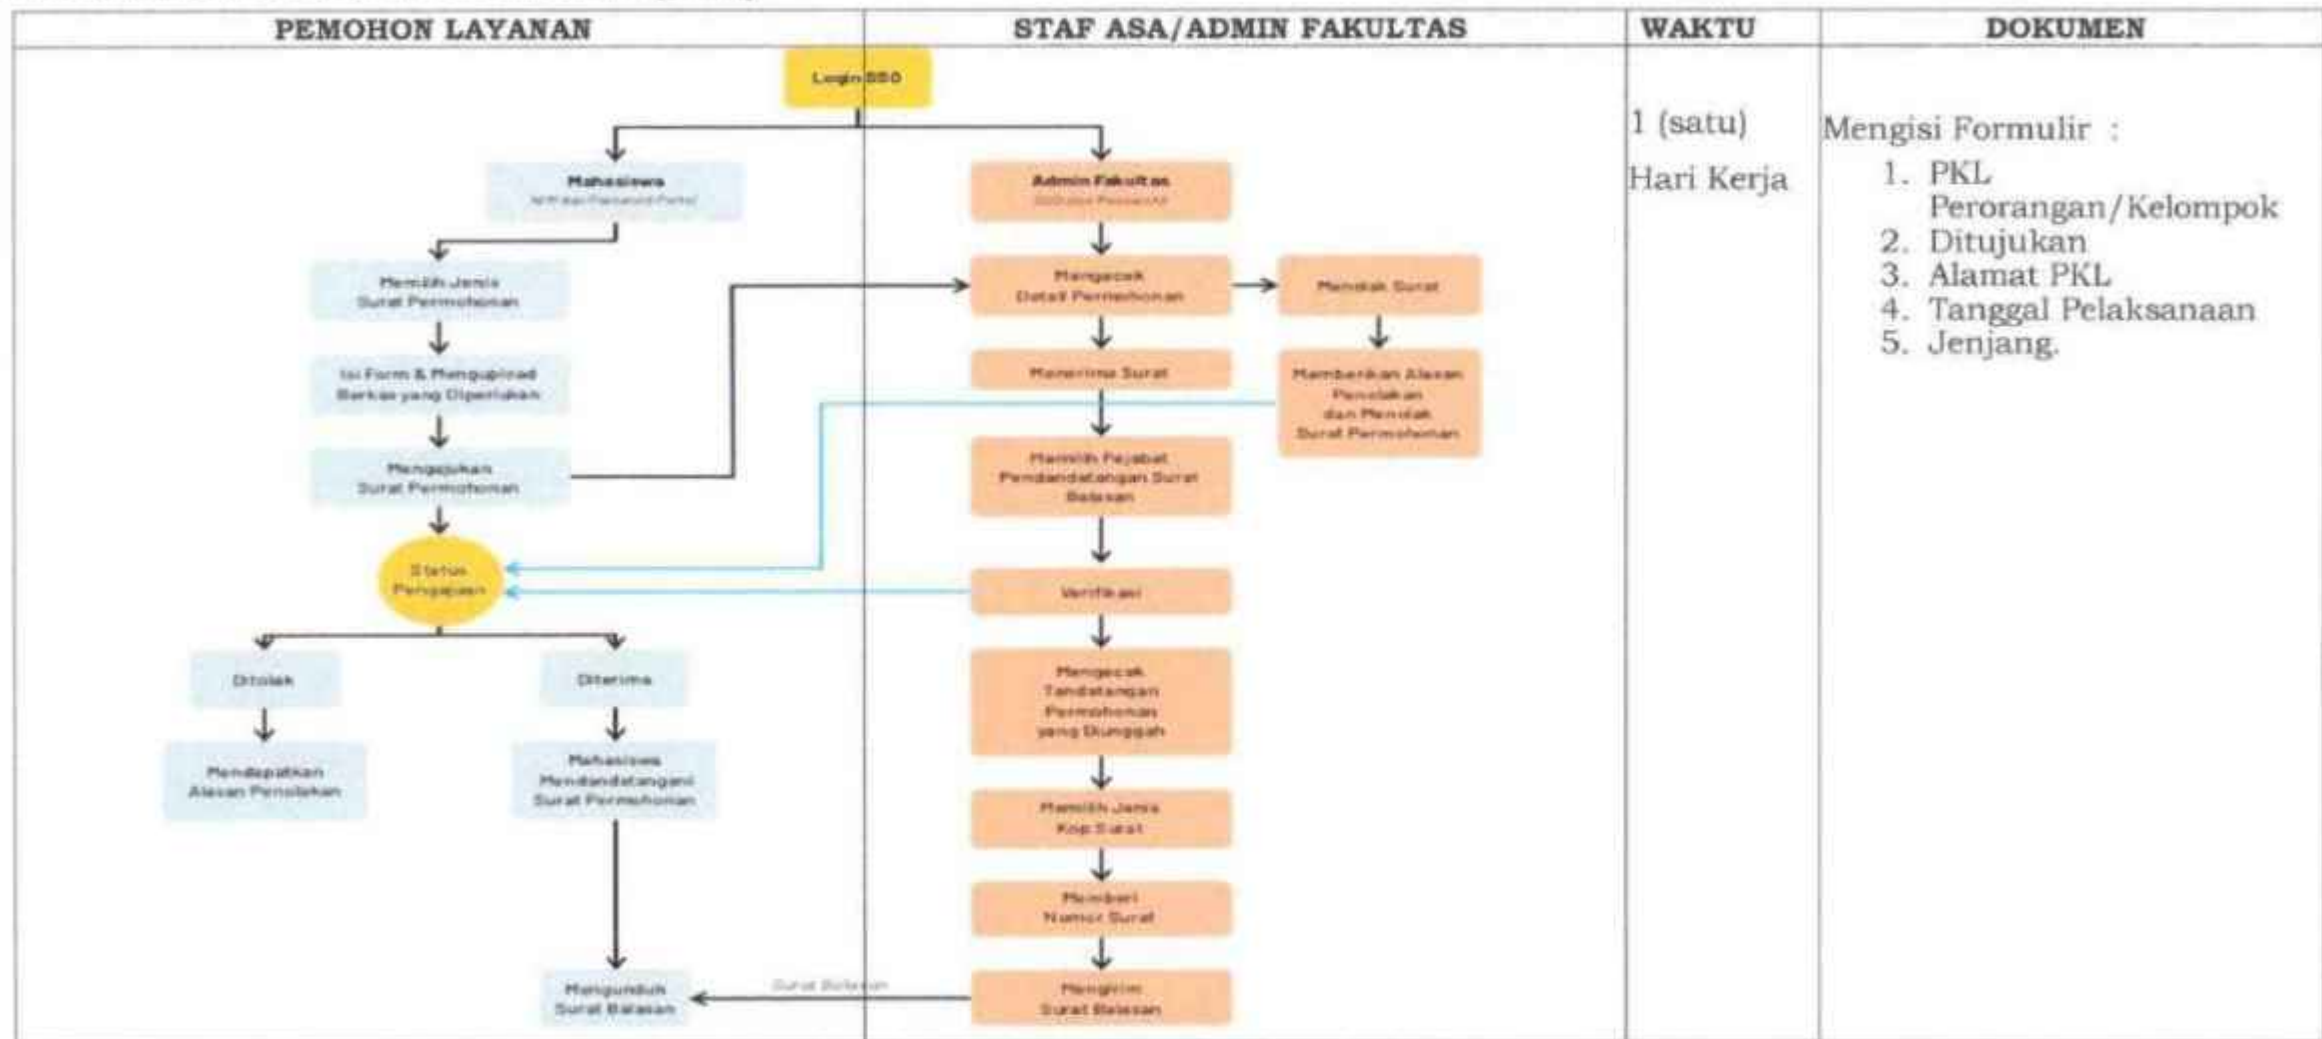 PEMOHON LAYANAN
STAF ASA/ADMIN FAKULTAS
WAKTU
DOKUMEN
Login SSO
Mahasiswa
Admin Fakultas
Memilih Jenis
Surat Permohonan
Isi Form & Mengupload
Berkas yang Diperlukan
Mengajukan
Surat Permohonan
Status
Pengajuan
Ditolak
Diterima
Mendapatkan
Alasan Penolakan
Mahasiswa
Mendandatangani
Surat Permohonan
Mengunduh
Surat Balasan
Surat Balasan
Mengecek
Detail Permohonan
Menolak Surat
Menerima Surat
Memberikan Alasan
Penolakan
dan Menolak
Surat Permohonan
Memilih Pejabat
Pendandatangan Surat
Balasan
Verifikasi
Mengecek
Tandatangan
Permohonan
yang Diunggah
Memilih Jenis
Kop Surat
Memberi
Nomor Surat
Mengirim
Surat Balasan
1 (satu)
Hari Kerja
Mengisi Formulir :
1. PKL
Perorangan/Kelompok
2. Ditujukan
3. Alamat PKL
4. Tanggal Pelaksanaan
5. Jenjang.